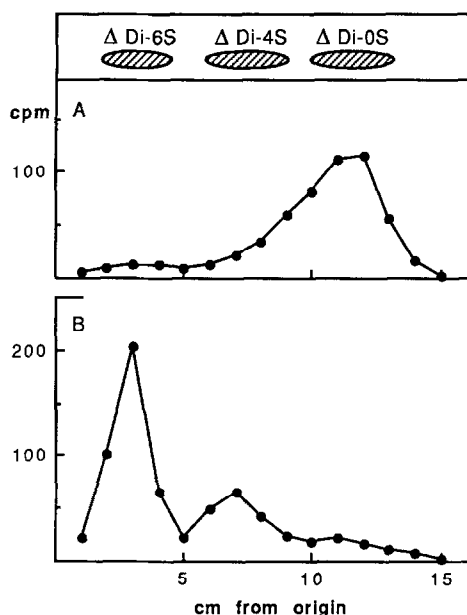 Δ Di-6S Δ Di-4S Δ Di-0S
cpm
A
100
B
200
100
5 10 15
cm from origin